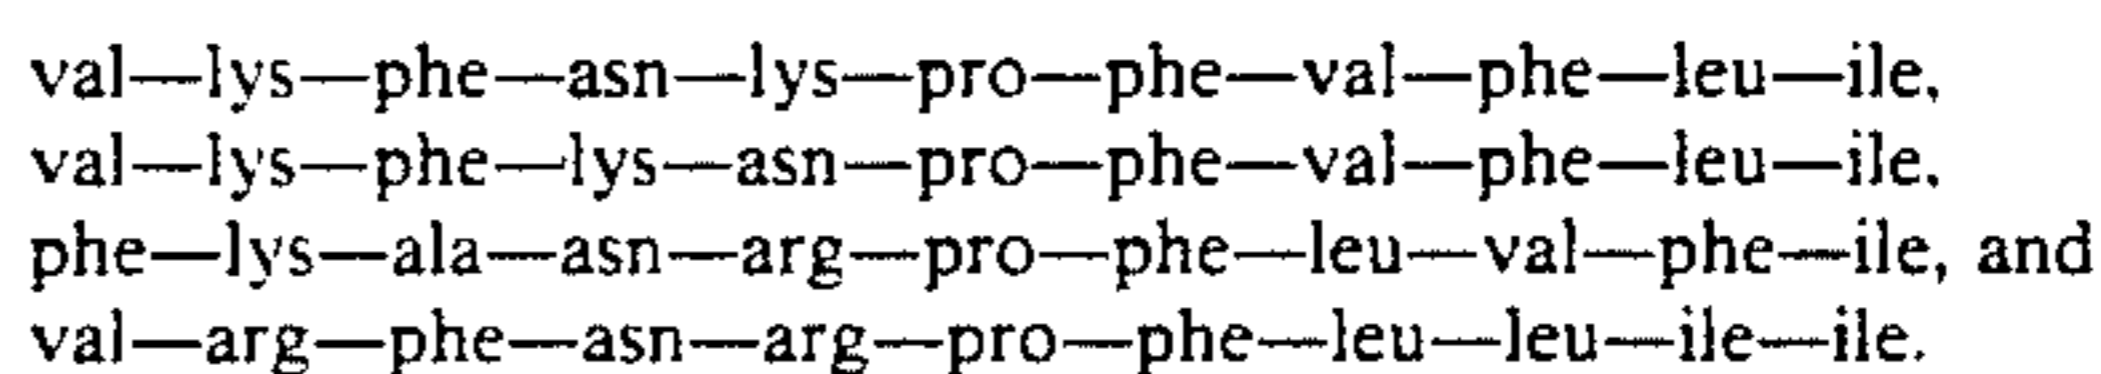 val—lys—phe—asn—lys—pro—phe—val—phe—leu—ile,
val—lys—phe—lys—asn—pro—phe—val—phe—leu—ile,
phe—lys—ala—asn—arg—pro—phe—leu—val—phe—ile, and
val—arg—phe—asn—arg—pro—phe—leu—leu—ile—ile.